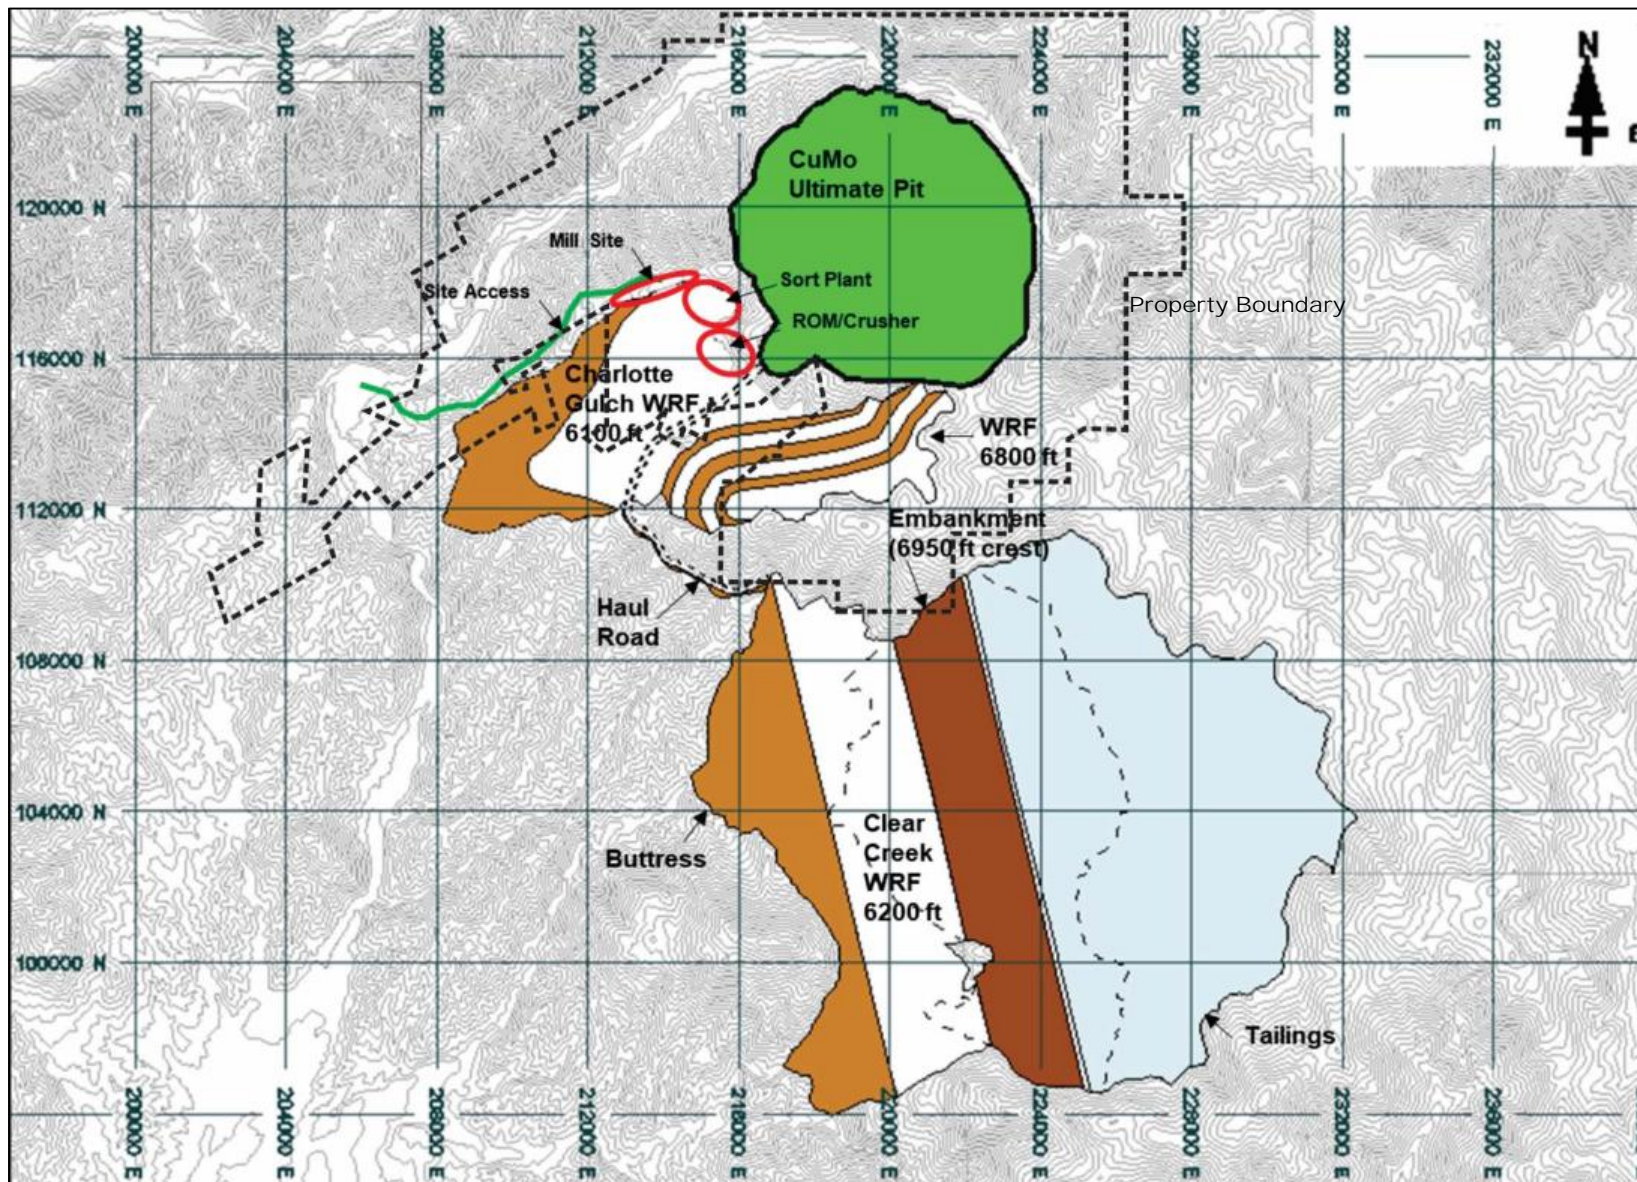 200000 E
204000 E
208000 E
212000 E
216000 E
220000 E
224000 E
228000 E
232000 E
232000 E
N
CuMo
Ultimate Pit
120000 N
Mill Site
Sort Plant
Site Access
Property Boundary
ROM/Crusher
116000 N
Charlotte
Gulch WRF
6100 ft
WRF
6800 ft
112000 N
Embankment
(6950 ft crest)
Haul
Road
108000 N
104000 N
Clear
Creek
WRF
6200 ft
Buttress
100000 N
Tailings
200000 E
204000 E
208000 E
212000 E
216000 E
220000 E
224000 E
228000 E
232000 E
236000 E